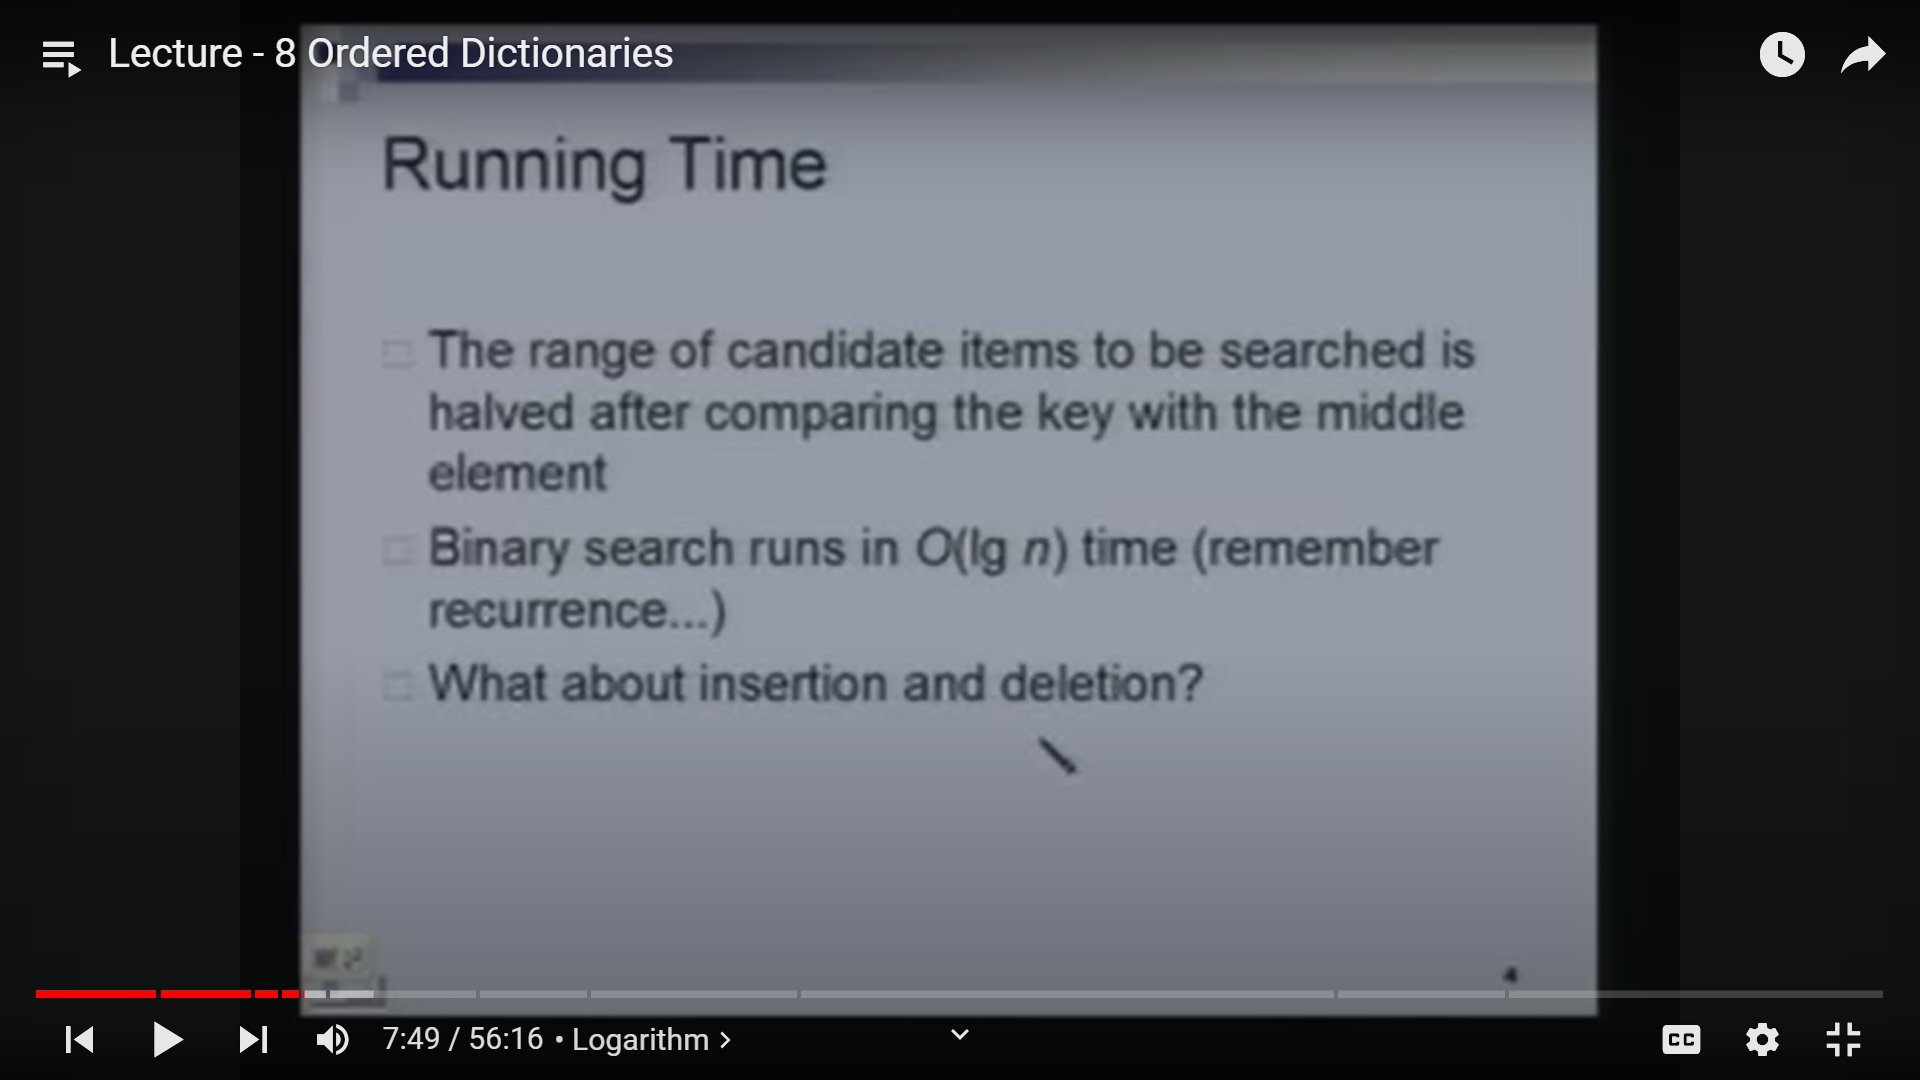 Lecture - 8 Ordered Dictionaries
Running Time
The range of candidate items to be searched is
halved after comparing the key with the middle
element
Binary search runs in O(lg n) time (remember
recurrence...)
What about insertion and deletion?
4
7:49 / 56:16 • Logarithm >
CC